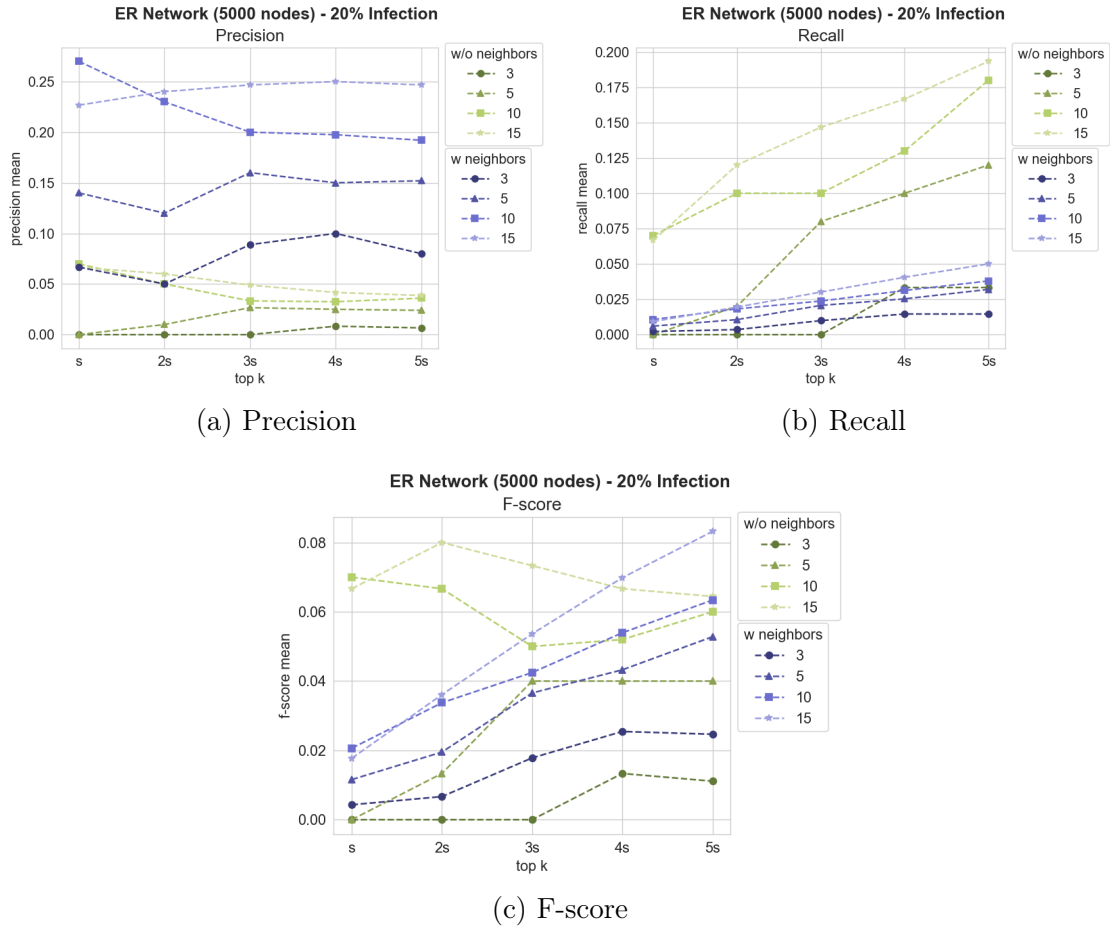 ER Network (5000 nodes) - 20% Infection
Precision
precision mean
0.25
0.20
0.15
0.10
0.05
0.00
s 2s 3s 4s 5s
top k
w/o neighbors
3
5
10
15
w neighbors
3
5
10
15
(a) Precision
ER Network (5000 nodes) - 20% Infection
Recall
recall mean
0.200
0.175
0.150
0.125
0.100
0.075
0.050
0.025
0.000
s 2s 3s 4s 5s
top k
w/o neighbors
3
5
10
15
w neighbors
3
5
10
15
(b) Recall
ER Network (5000 nodes) - 20% Infection
F-score
f-score mean
0.08
0.06
0.04
0.02
0.00
s 2s 3s 4s 5s
top k
w/o neighbors
3
5
10
15
w neighbors
3
5
10
15
(c) F-score